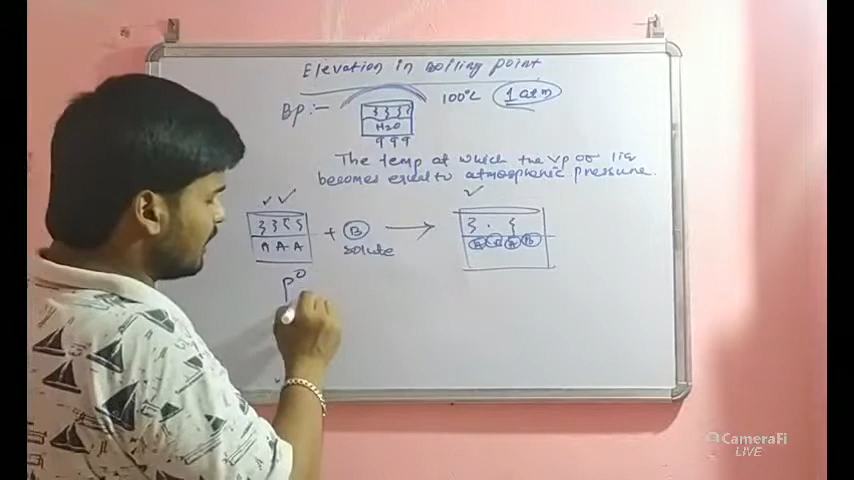 Elevation in Boiling point
Bp:-
H2O
100°C
1 atm
The temp at which the vp of liq
becomes equal to atmospheric pressure.
A A A
+ B →
solute
A A B
P°
CameraFi
LIVE